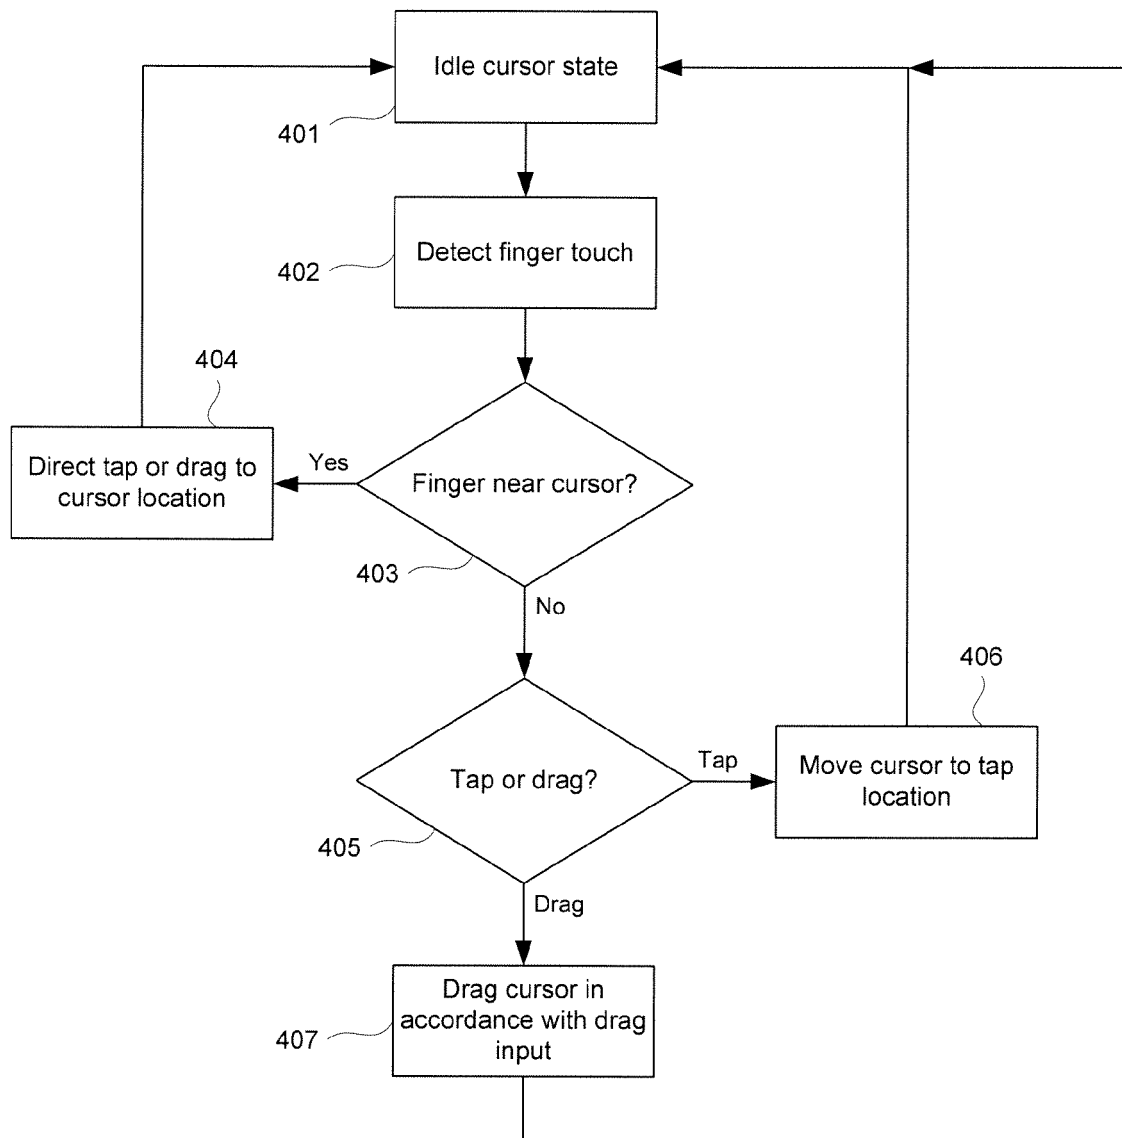 Idle cursor state
401
Detect finger touch
402
404
Direct tap or drag to
cursor location
Yes
Finger near cursor?
403
No
406
Tap or drag?
Tap
Move cursor to tap
location
405
Drag
Drag cursor in
accordance with drag
input
407